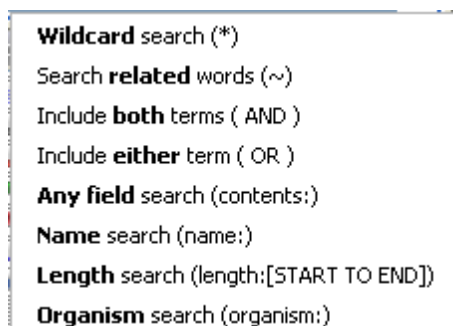 Wildcard search (*)
Search related words (~)
Include both terms ( AND )
Include either term ( OR )
Any field search (contents:)
Name search (name:)
Length search (length:[START TO END])
Organism search (organism:)